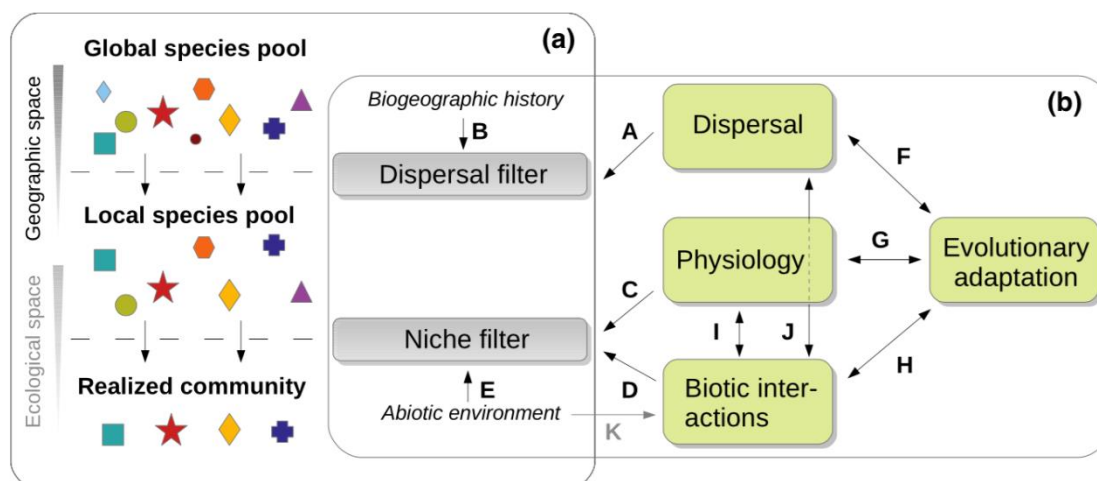 (a)
Global species pool
Geographic space
Local species pool
Ecological space
Realized community
(b)
Biogeographic history
B
Dispersal filter
Niche filter
E
Abiotic environment
K
A
Dispersal
F
Physiology
G
Evolutionary
adaptation
C
I
J
D
Biotic inter-
actions
H